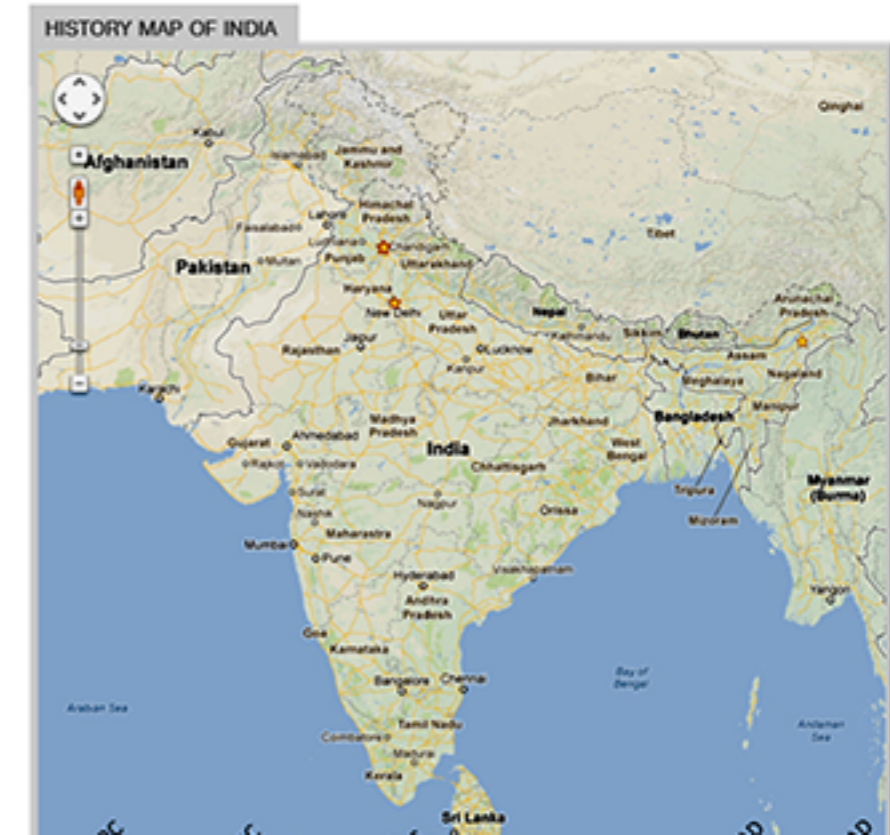 HISTORY MAP OF INDIA
Qinghai
Kabul
Afghanistan
Islamabad
Jammu and
Kashmir
Himachal
Pradesh
Lahore
Faisalabad
Tibet
Ludhiana
Chandigarh
Multan
Punjab
Uttarakhand
Pakistan
Haryana
New Delhi
Nepal
Arunachal
Pradesh
Uttar
Pradesh
Kathmandu
Sikkim
Bhutan
Jaipur
Rajasthan
Lucknow
Kanpur
Assam
Nagaland
Bihar
Meghalaya
Karachi
Manipur
Bangladesh
Madhya
Pradesh
Jharkhand
Gujarat
Ahmedabad
India
West
Bengal
Rajkot
Vadodara
Chhattisgarh
Myanmar
(Burma)
Surat
Tripura
Nagpur
Orissa
Nashik
Mizoram
Maharastra
Mumbai
Pune
Visakhapatnam
Hyderabad
Yangon
Andhra
Pradesh
Goa
Karnataka
Bay of
Bengal
Bangalore
Chennai
Arabian Sea
Tamil Nadu
Andaman
Sea
Coimbatore
Madurai
Kerala
Sri Lanka